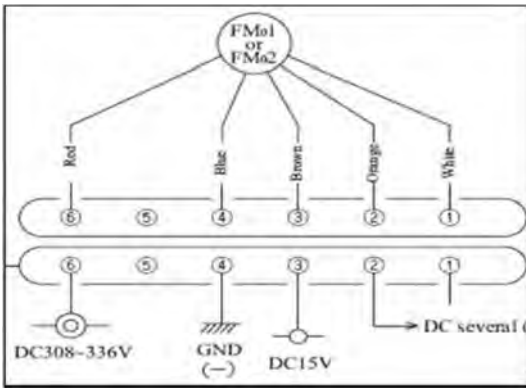 FMo1
or
FMo2
Red
Blue
Brown
Orange
White
6 5 4 3 2 1
6 5 4 3 2 1
DC308~336V
GND
(—)
DC15V
DC several (